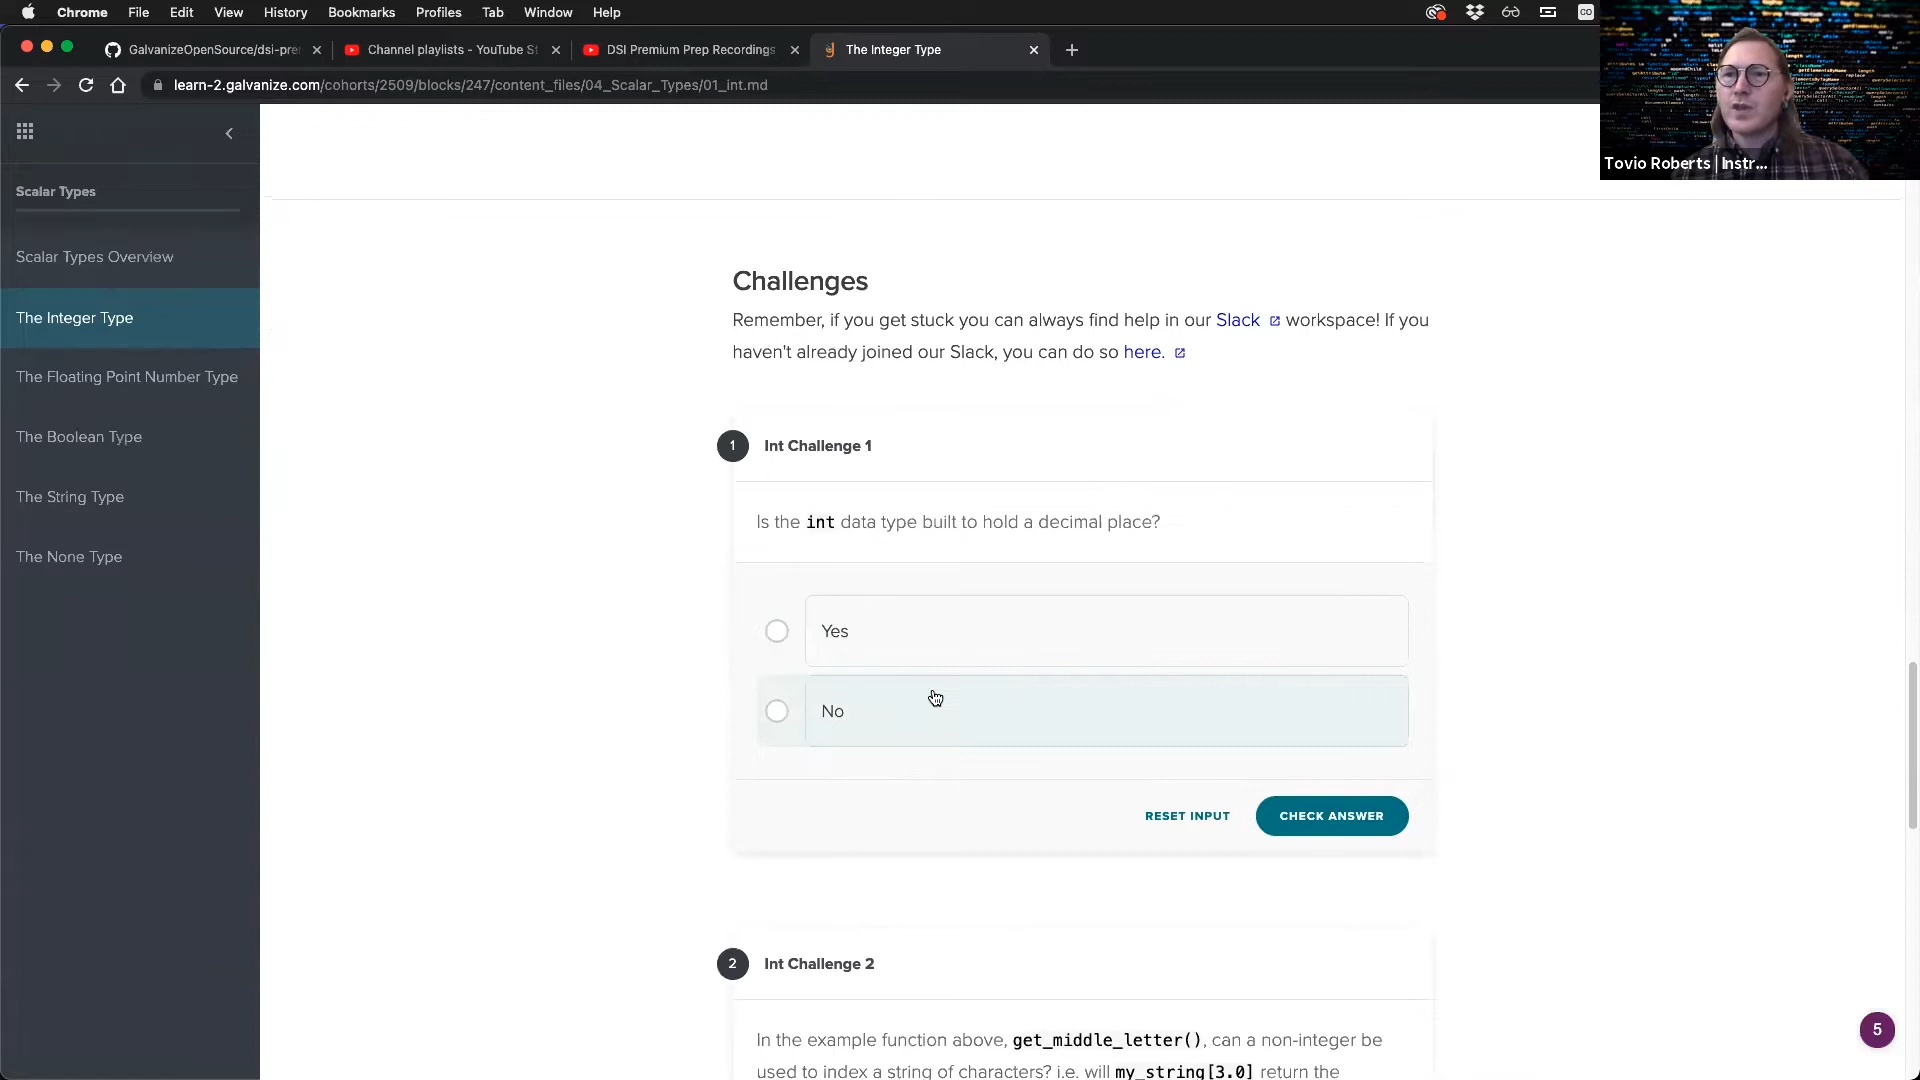 Chrome File Edit View History Bookmarks Profiles Tab Window Help
GalvanizeOpenSource/dsi-pre Channel playlists - YouTube St DSI Premium Prep Recordings The Integer Type
learn-2.galvanize.com/cohorts/2509/blocks/247/content_files/04_Scalar_Types/01_int.md
Tovio Roberts | Instr...
Scalar Types
Scalar Types Overview
The Integer Type
The Floating Point Number Type
The Boolean Type
The String Type
The None Type
Challenges
Remember, if you get stuck you can always find help in our Slack workspace! If you
haven't already joined our Slack, you can do so here.
1 Int Challenge 1
Is the int data type built to hold a decimal place?
Yes
No
RESET INPUT CHECK ANSWER
2 Int Challenge 2
In the example function above, get_middle_letter(), can a non-integer be
used to index a string of characters? i.e. will my_string[3.0] return the
5